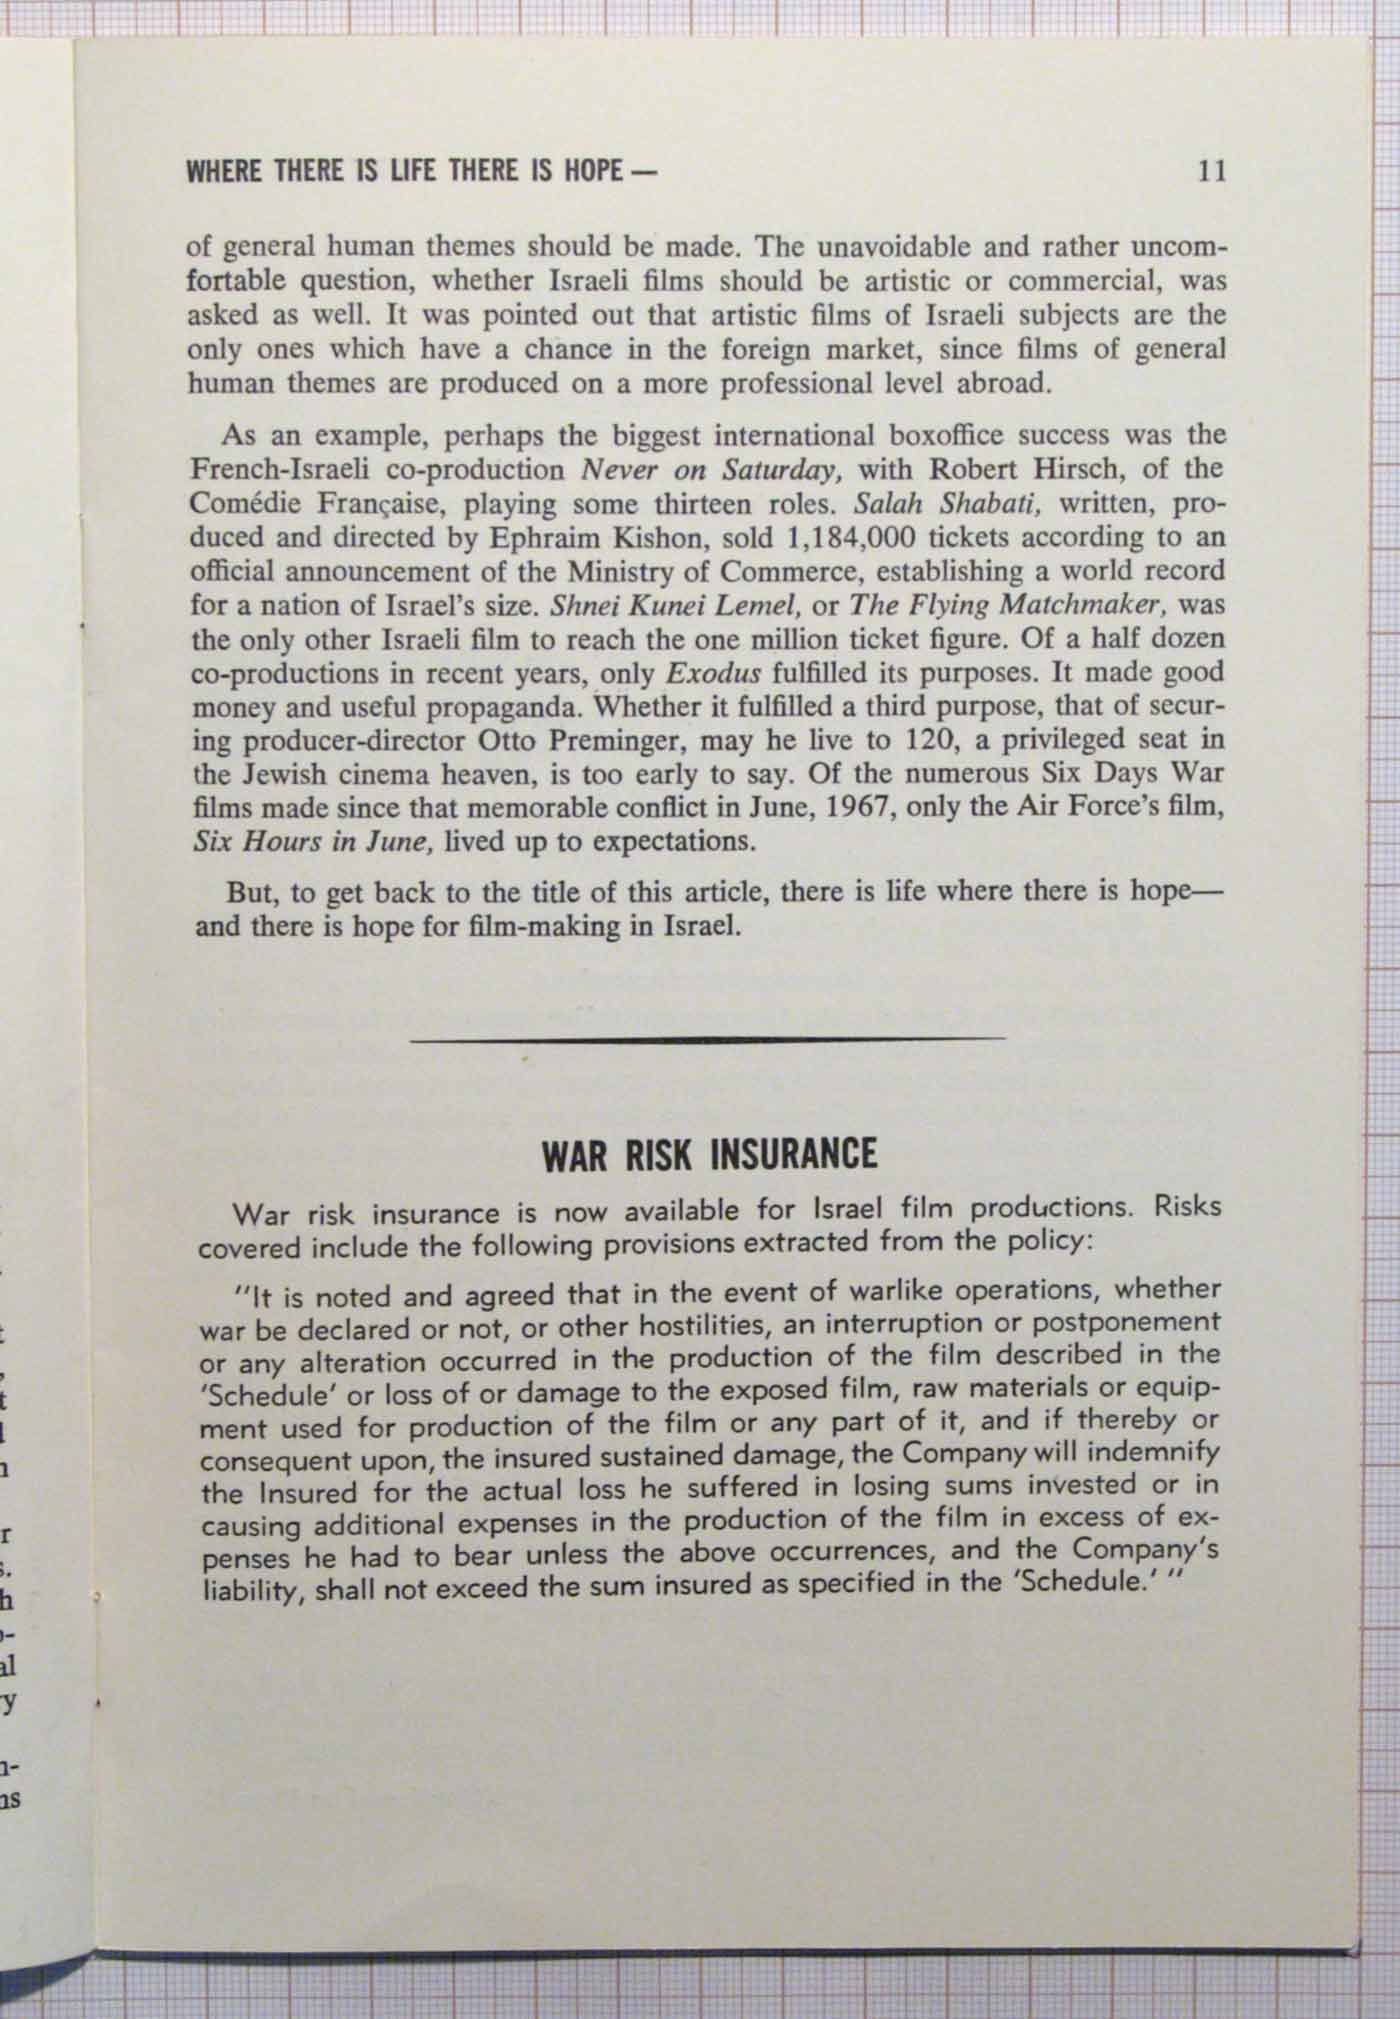 WHERE THERE IS LIFE THERE IS HOPE — 11
of general human themes should be made. The unavoidable and rather uncom-
fortable question, whether Israeli films should be artistic or commercial, was
asked as well. It was pointed out that artistic films of Israeli subjects are the
only ones which have a chance in the foreign market, since films of general
human themes are produced on a more professional level abroad.
As an example, perhaps the biggest international boxoffice success was the
French-Israeli co-production Never on Saturday, with Robert Hirsch, of the
Comédie Française, playing some thirteen roles. Salah Shabati, written, pro-
duced and directed by Ephraim Kishon, sold 1,184,000 tickets according to an
official announcement of the Ministry of Commerce, establishing a world record
for a nation of Israel's size. Shnei Kunei Lemel, or The Flying Matchmaker, was
the only other Israeli film to reach the one million ticket figure. Of a half dozen
co-productions in recent years, only Exodus fulfilled its purposes. It made good
money and useful propaganda. Whether it fulfilled a third purpose, that of secur-
ing producer-director Otto Preminger, may he live to 120, a privileged seat in
the Jewish cinema heaven, is too early to say. Of the numerous Six Days War
films made since that memorable conflict in June, 1967, only the Air Force's film,
Six Hours in June, lived up to expectations.
But, to get back to the title of this article, there is life where there is hope—
and there is hope for film-making in Israel.
WAR RISK INSURANCE
War risk insurance is now available for Israel film productions. Risks
covered include the following provisions extracted from the policy:
"It is noted and agreed that in the event of warlike operations, whether
war be declared or not, or other hostilities, an interruption or postponement
or any alteration occurred in the production of the film described in the
'Schedule' or loss of or damage to the exposed film, raw materials or equip-
ment used for production of the film or any part of it, and if thereby or
consequent upon, the insured sustained damage, the Company will indemnify
the Insured for the actual loss he suffered in losing sums invested or in
causing additional expenses in the production of the film in excess of ex-
penses he had to bear unless the above occurrences, and the Company's
liability, shall not exceed the sum insured as specified in the 'Schedule.' "